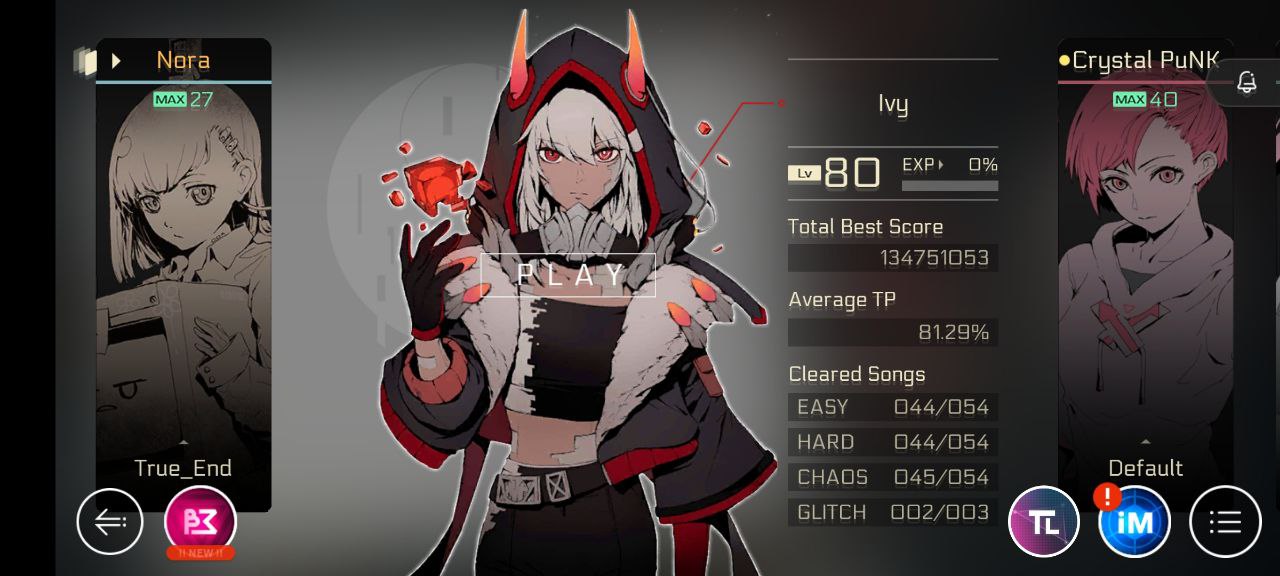 Nora
MAX 27
True_End
!! NEW !!
PLAY
Ivy
Lv 80
EXP 0%
Total Best Score
134751053
Average TP
81.29%
Cleared Songs
EASY 044/054
HARD 044/054
CHAOS 045/054
GLITCH 002/003
Crystal PuNK
MAX 40
Default
TL
!
iM